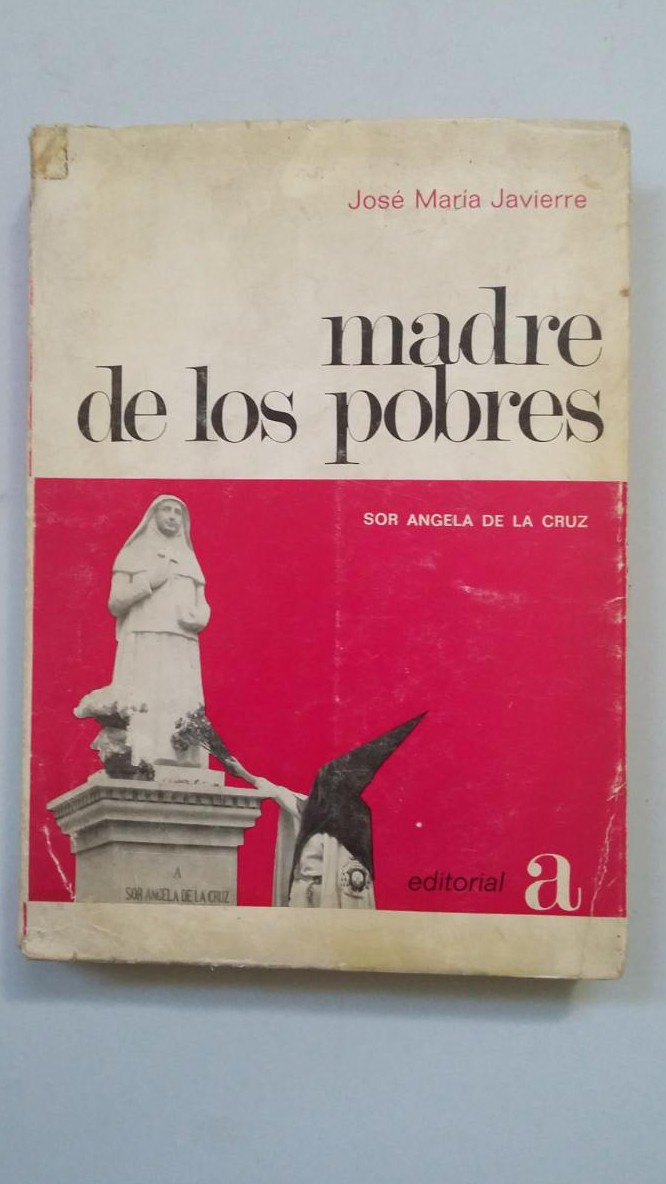 José María Javierre
madre
de los pobres
SOR ANGELA DE LA CRUZ
A
SOR ANGELA DE LA CRUZ
editorial a